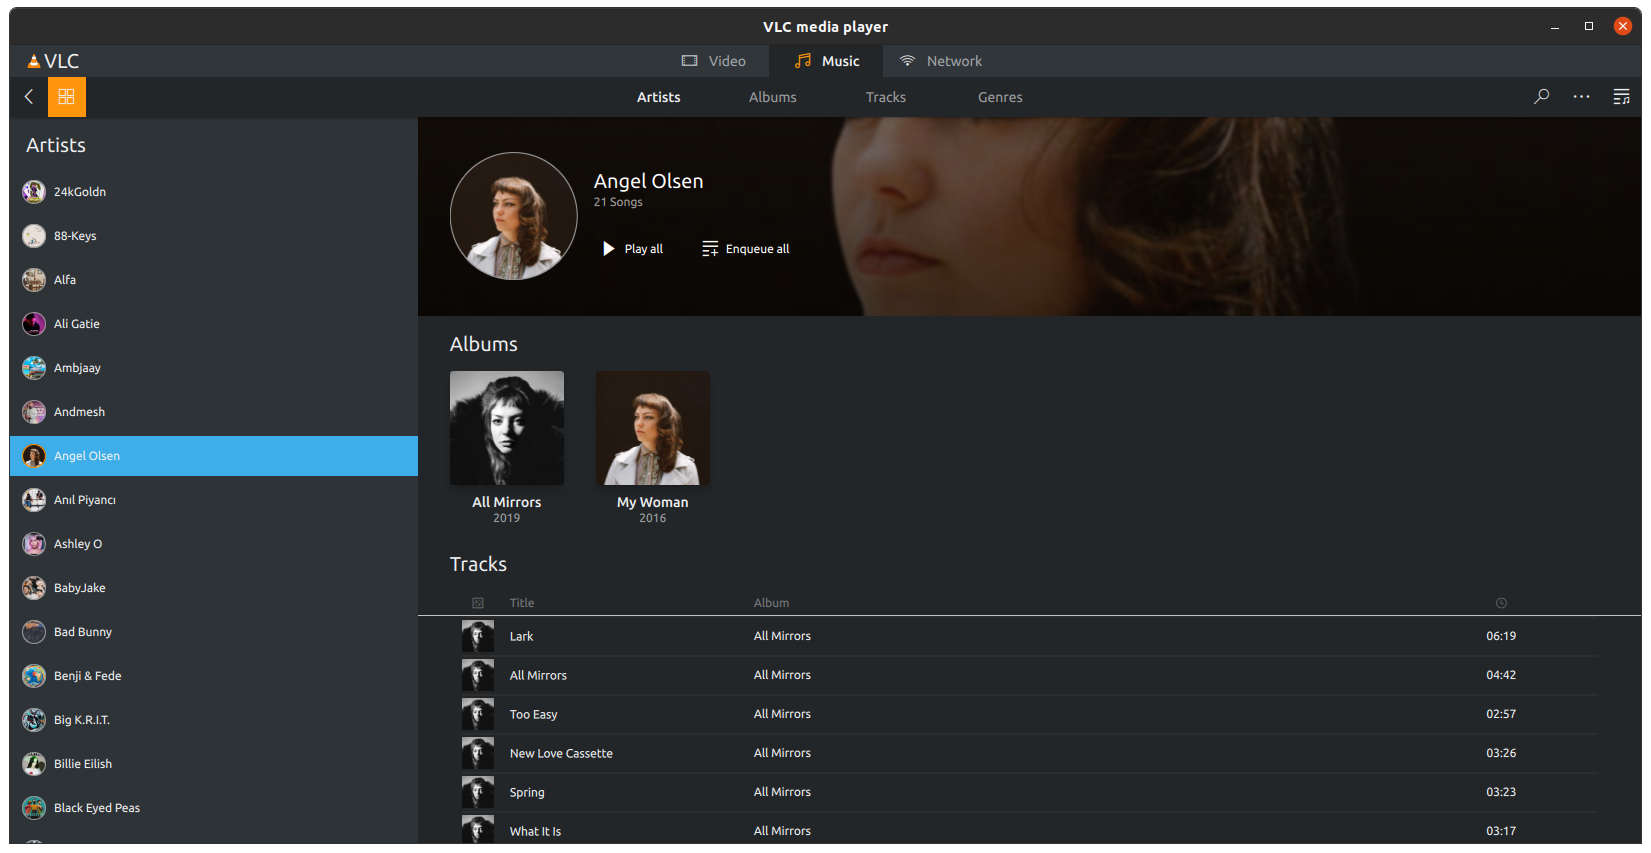 VLC media player
VLC
Video
Music
Network
Artists
Albums
Tracks
Genres
Artists
24kGoldn
88-Keys
Alfa
Ali Gatie
Ambjaay
Andmesh
Angel Olsen
Anıl Piyancı
Ashley O
BabyJake
Bad Bunny
Benji & Fede
Big K.R.I.T.
Billie Eilish
Black Eyed Peas
Angel Olsen
21 Songs
Play all
Enqueue all
Albums
All Mirrors
2019
My Woman
2016
Tracks
Title Album
Lark All Mirrors 06:19
All Mirrors All Mirrors 04:42
Too Easy All Mirrors 02:57
New Love Cassette All Mirrors 03:26
Spring All Mirrors 03:23
What It Is All Mirrors 03:17